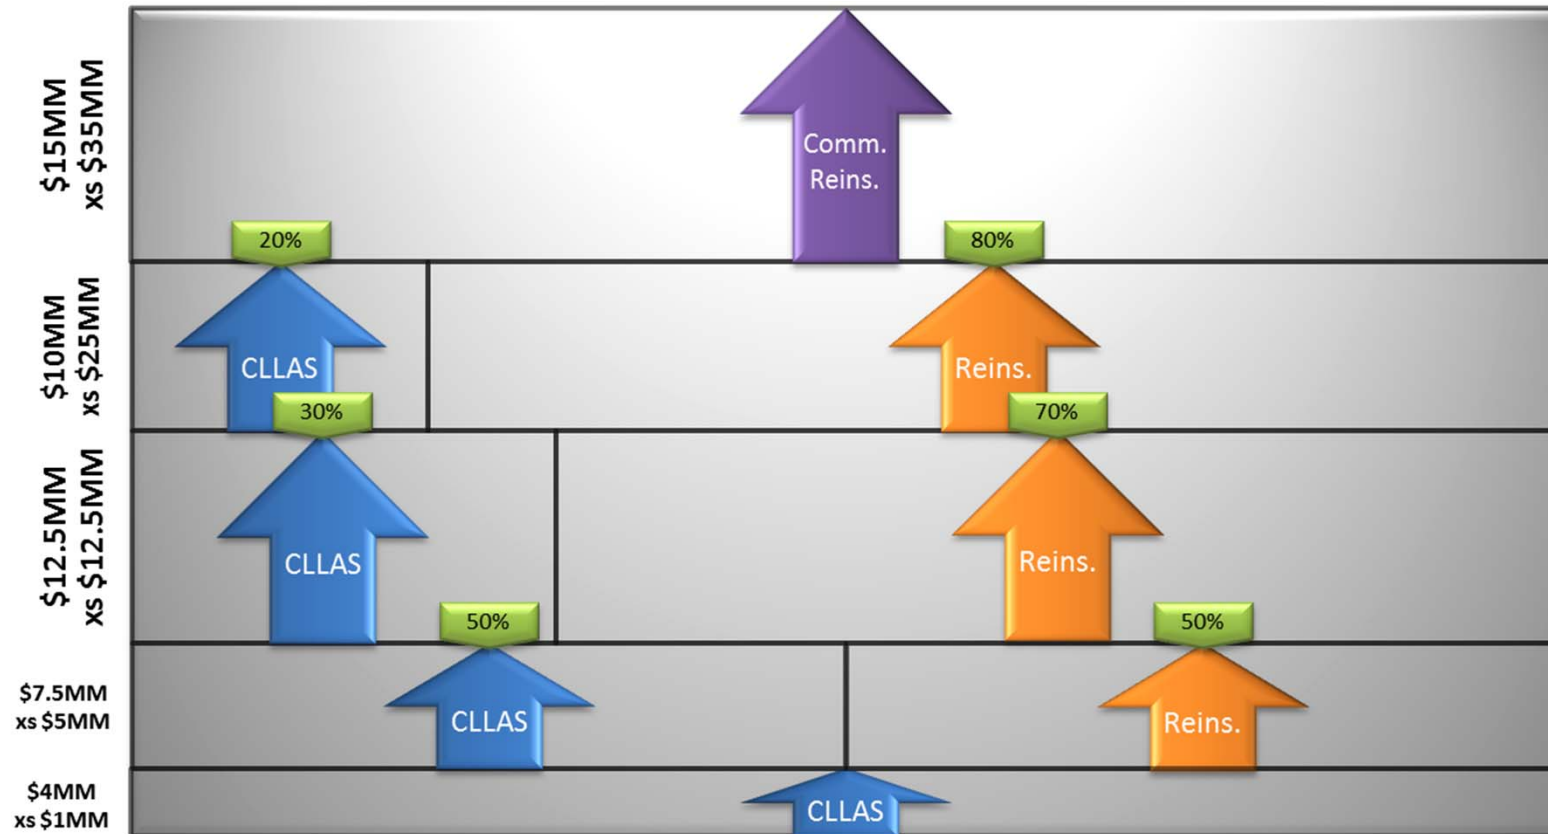 $15MM
xs $35MM
Comm.
Reins.
20%
80%
$10MM
xs $25MM
CLLAS
Reins.
30%
70%
$12.5MM
xs $12.5MM
CLLAS
Reins.
50%
50%
$7.5MM
xs $5MM
CLLAS
Reins.
$4MM
xs $1MM
CLLAS